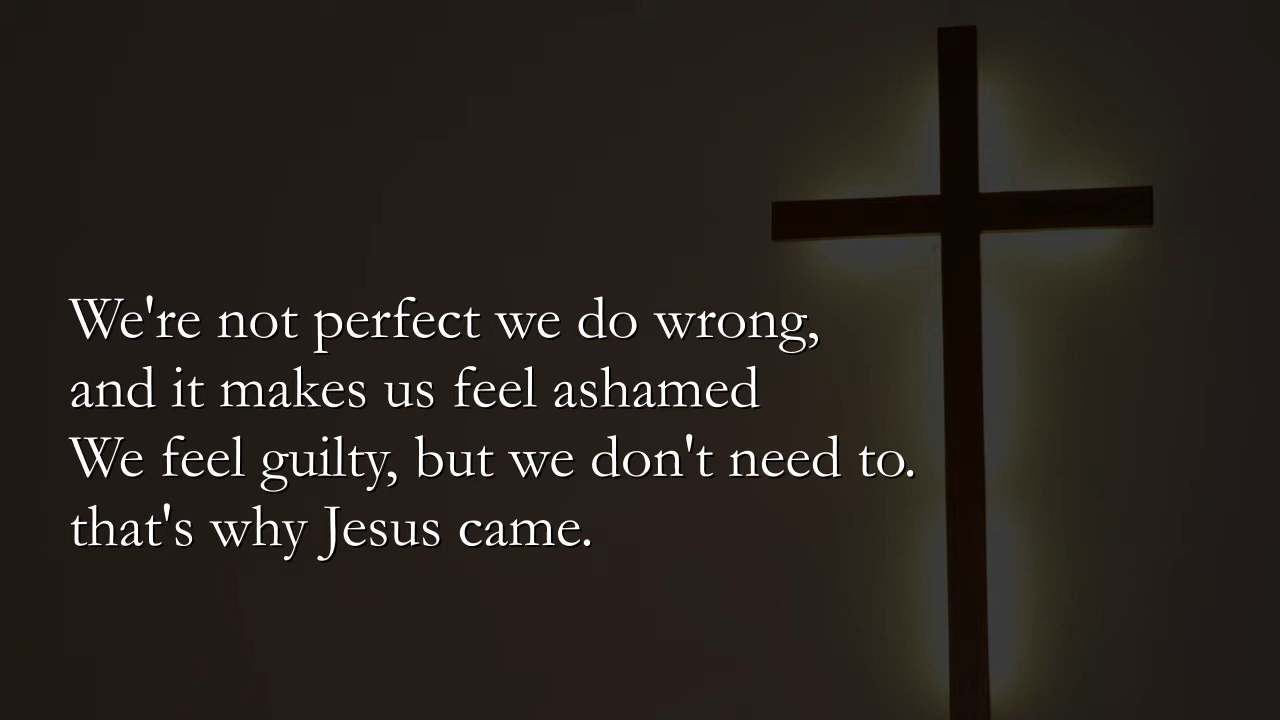 We're not perfect we do wrong,
and it makes us feel ashamed
We feel guilty, but we don't need to.
that's why Jesus came.